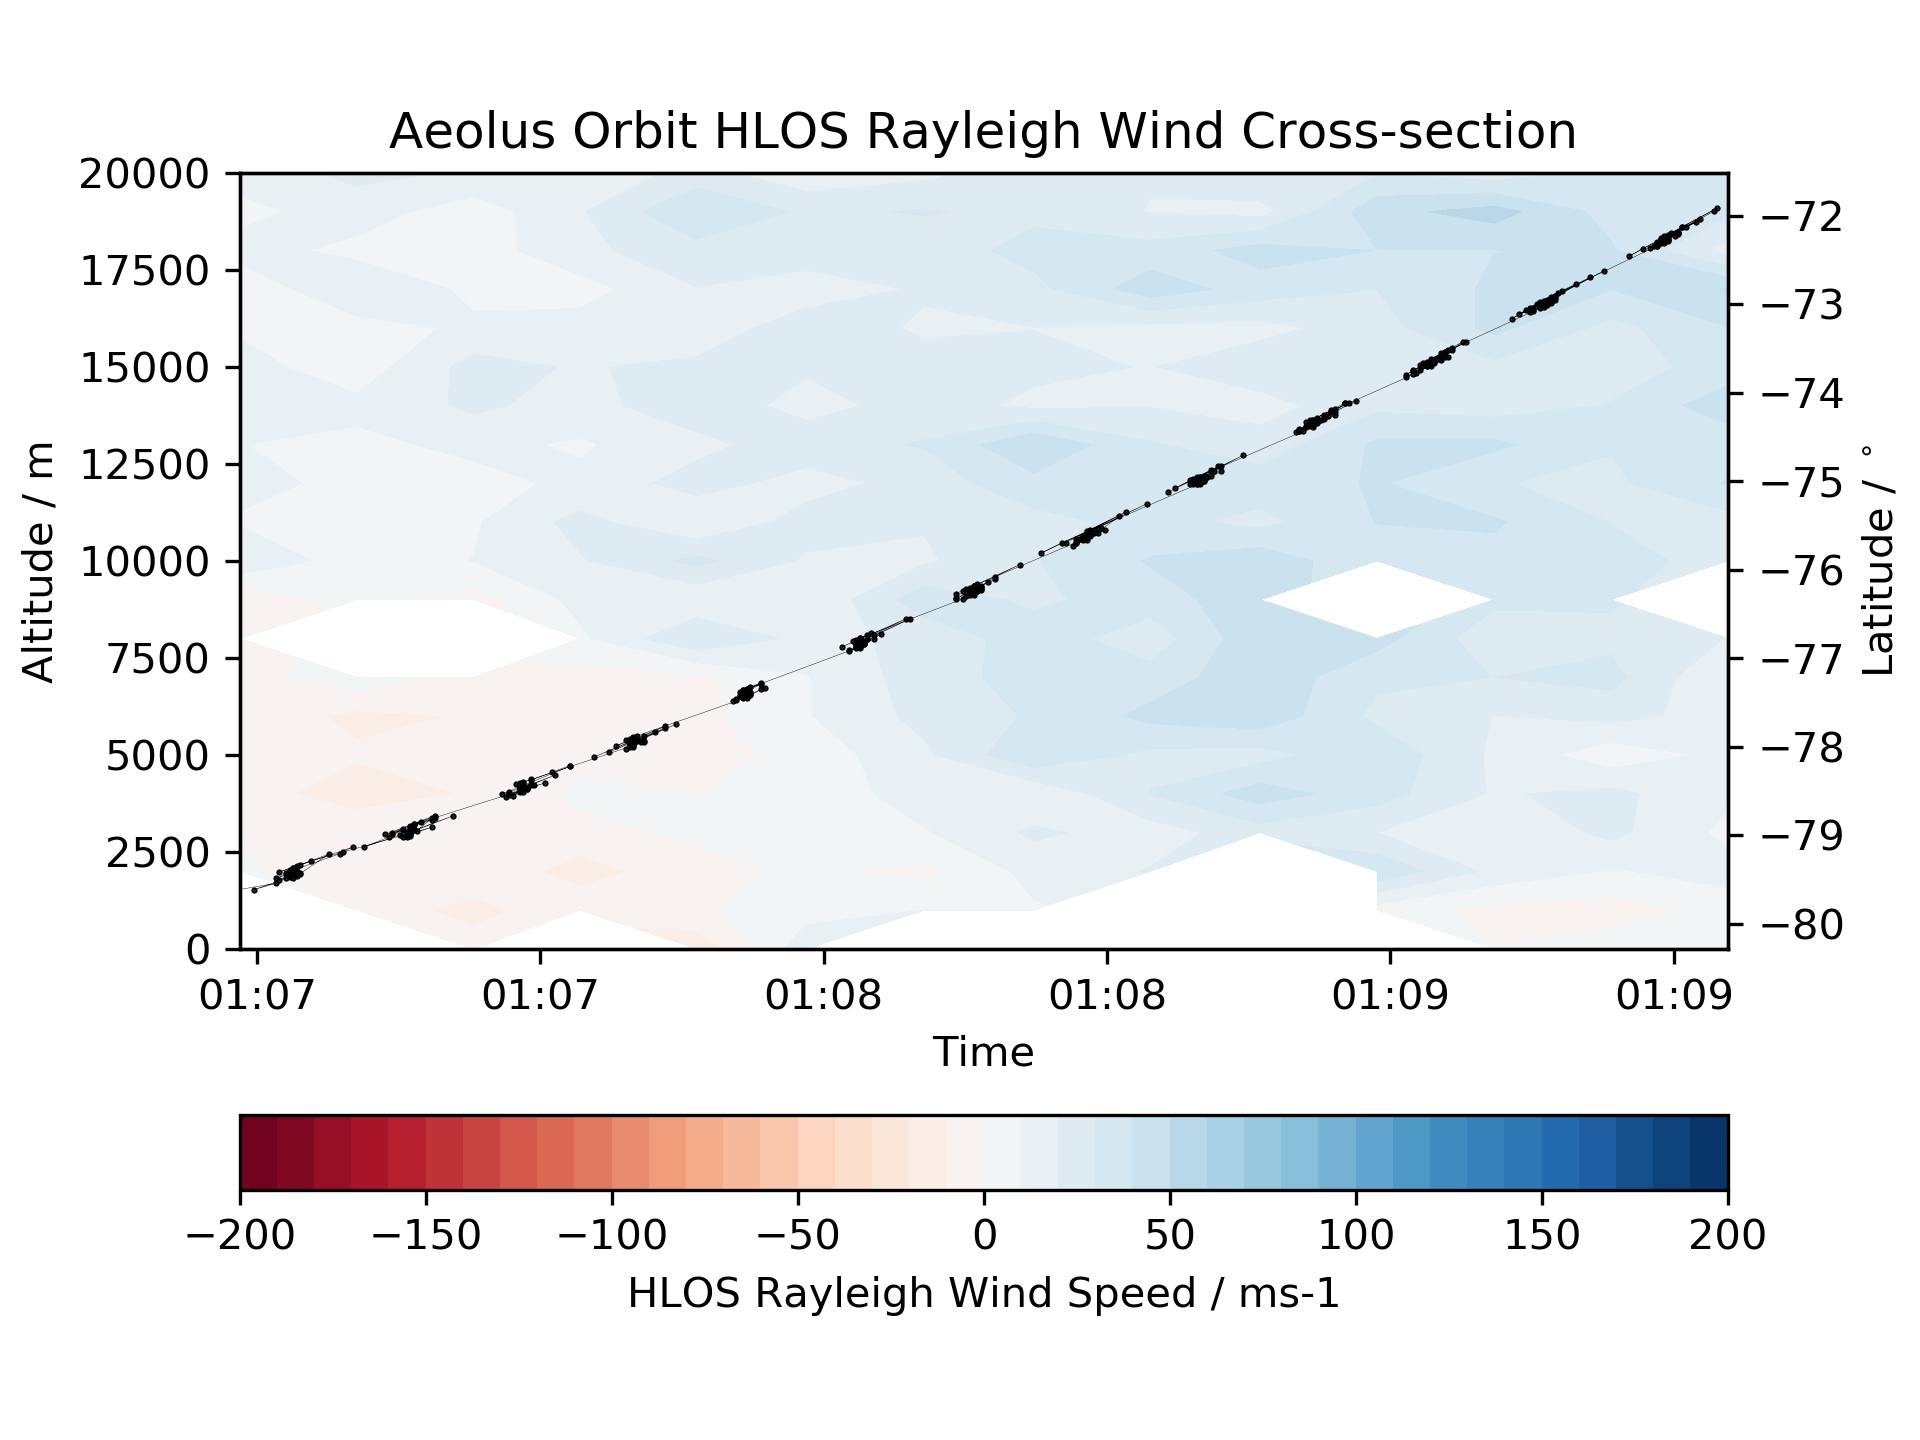 Aeolus Orbit HLOS Rayleigh Wind Cross-section
20000
17500
15000
12500
10000
7500
5000
2500
0
Altitude / m
−72
−73
−74
−75
−76
−77
−78
−79
−80
Latitude / °
01:07 01:07 01:08 01:08 01:09 01:09
Time
−200 −150 −100 −50 0 50 100 150 200
HLOS Rayleigh Wind Speed / ms-1